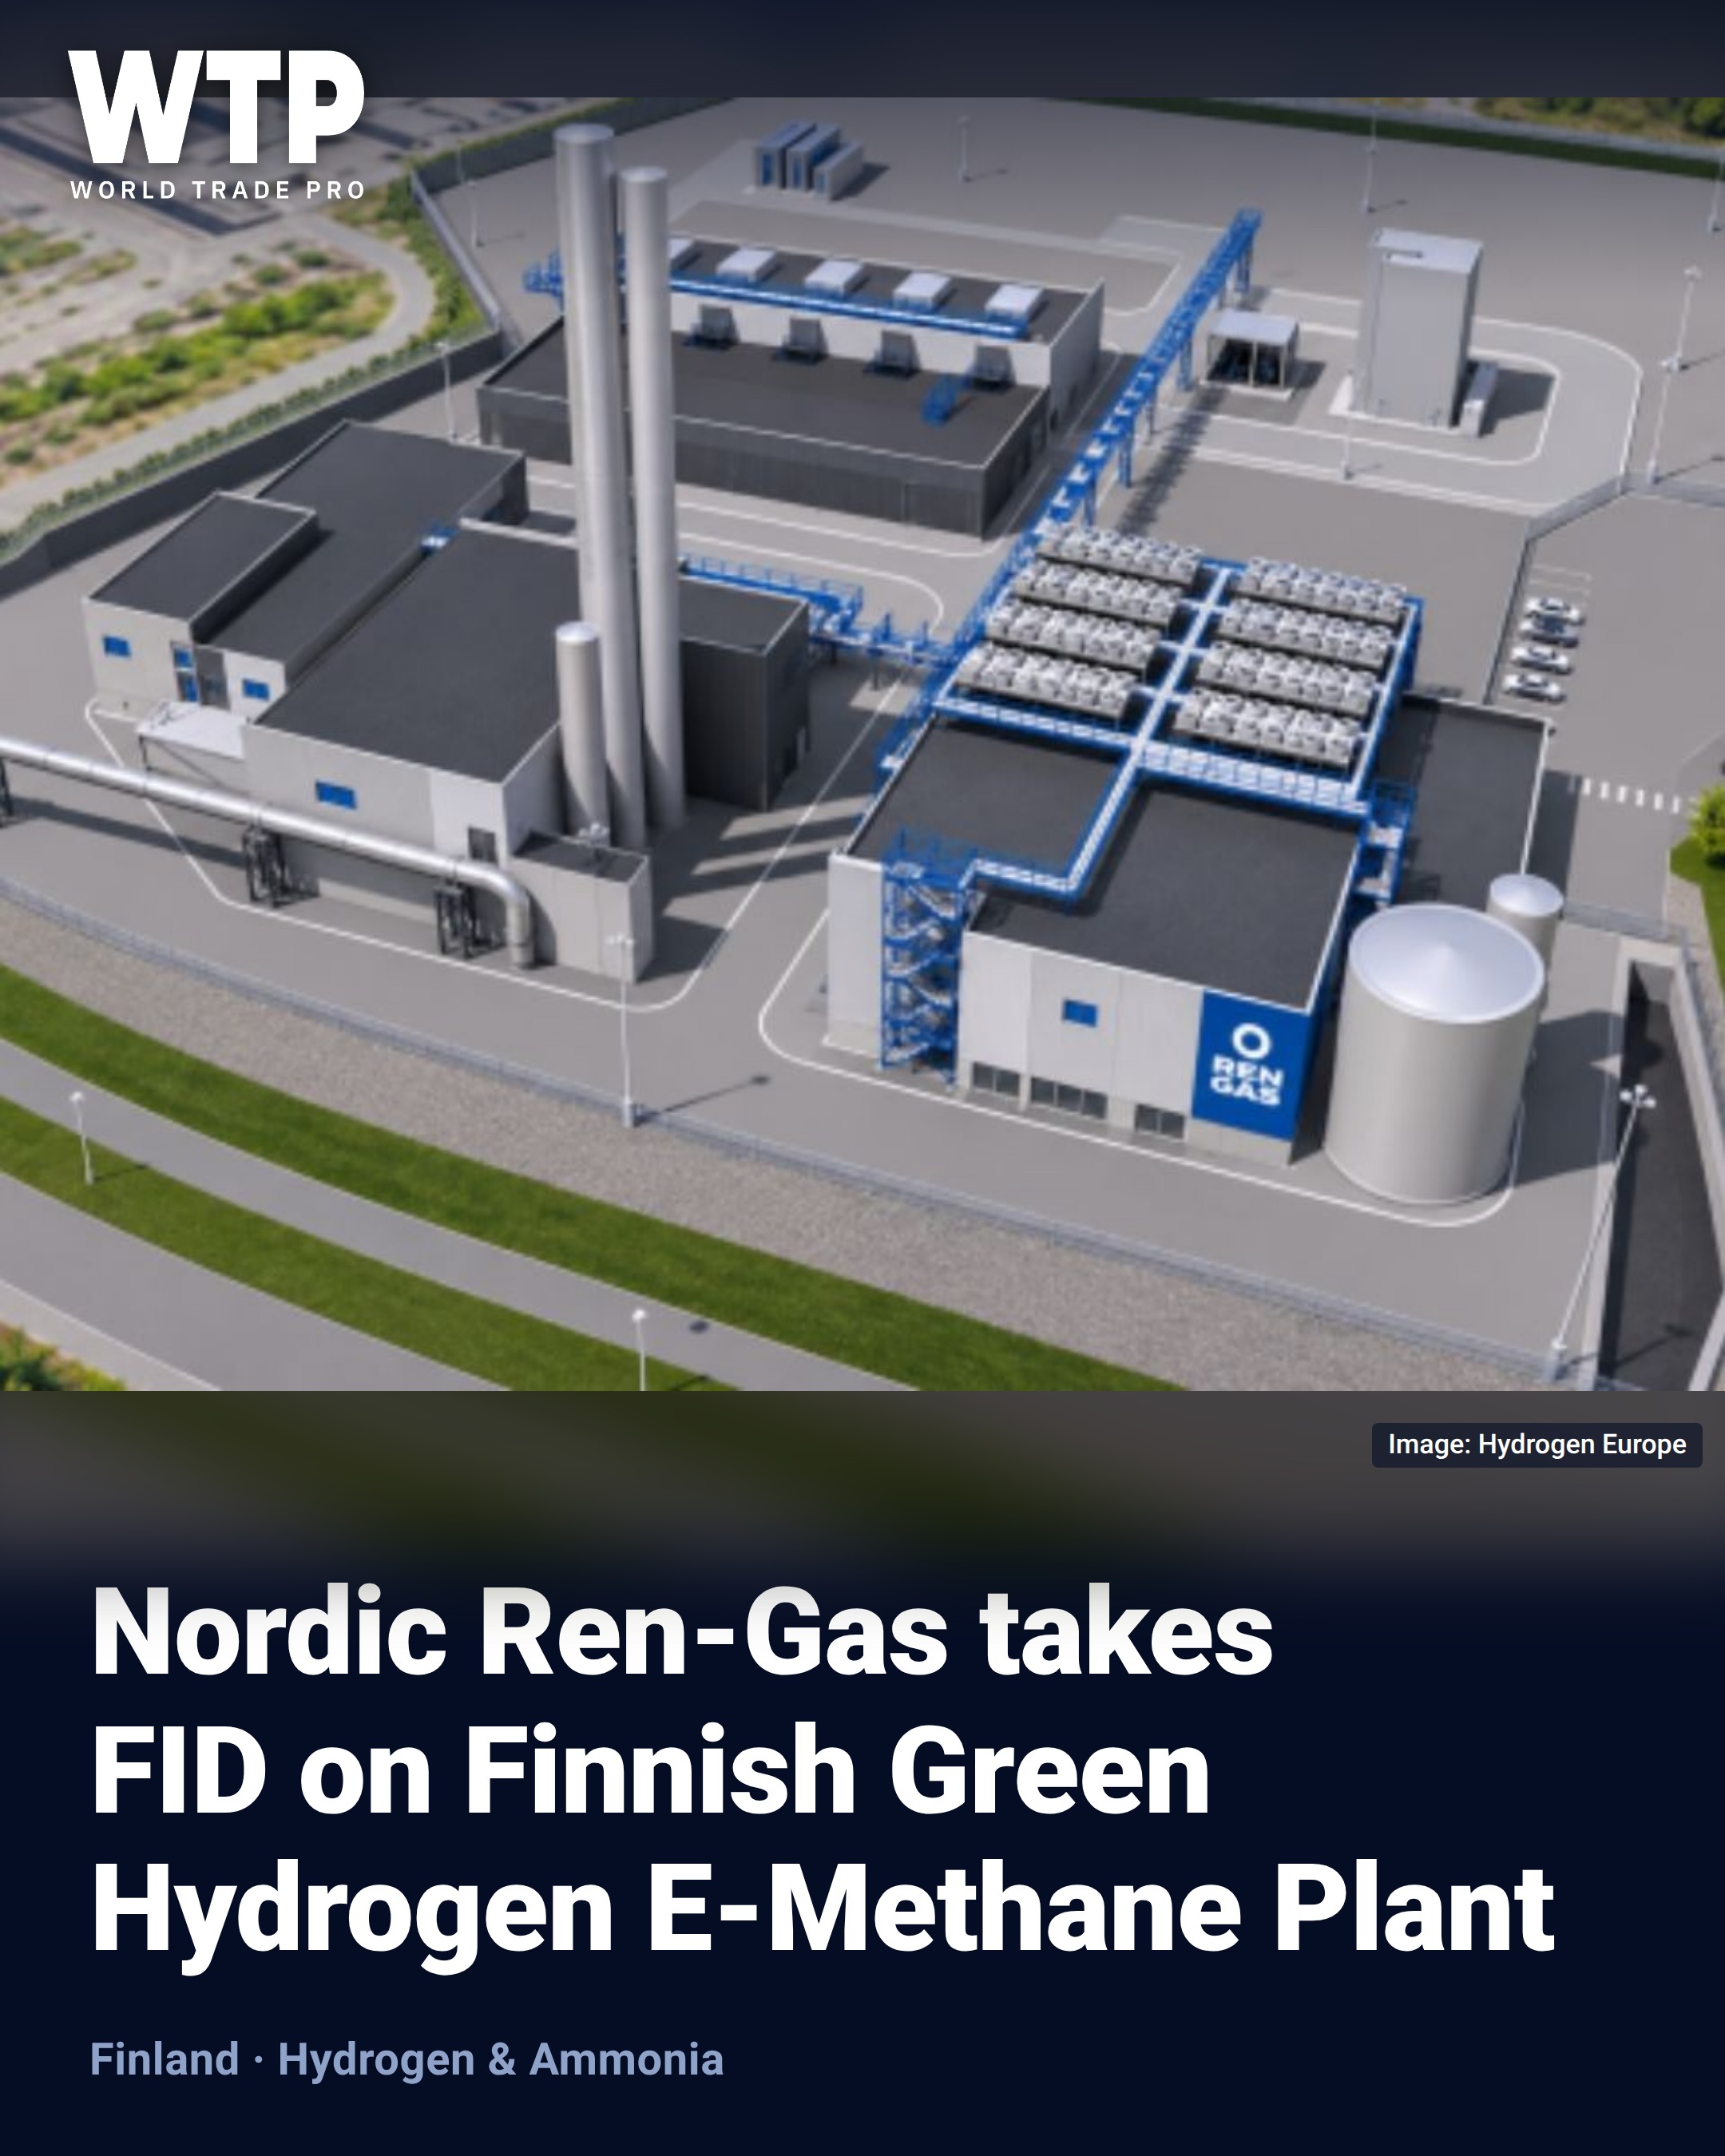 WTP
WORLD TRADE PRO
REN
GAS
Image: Hydrogen Europe
Nordic Ren-Gas takes
FID on Finnish Green
Hydrogen E-Methane Plant
Finland · Hydrogen & Ammonia